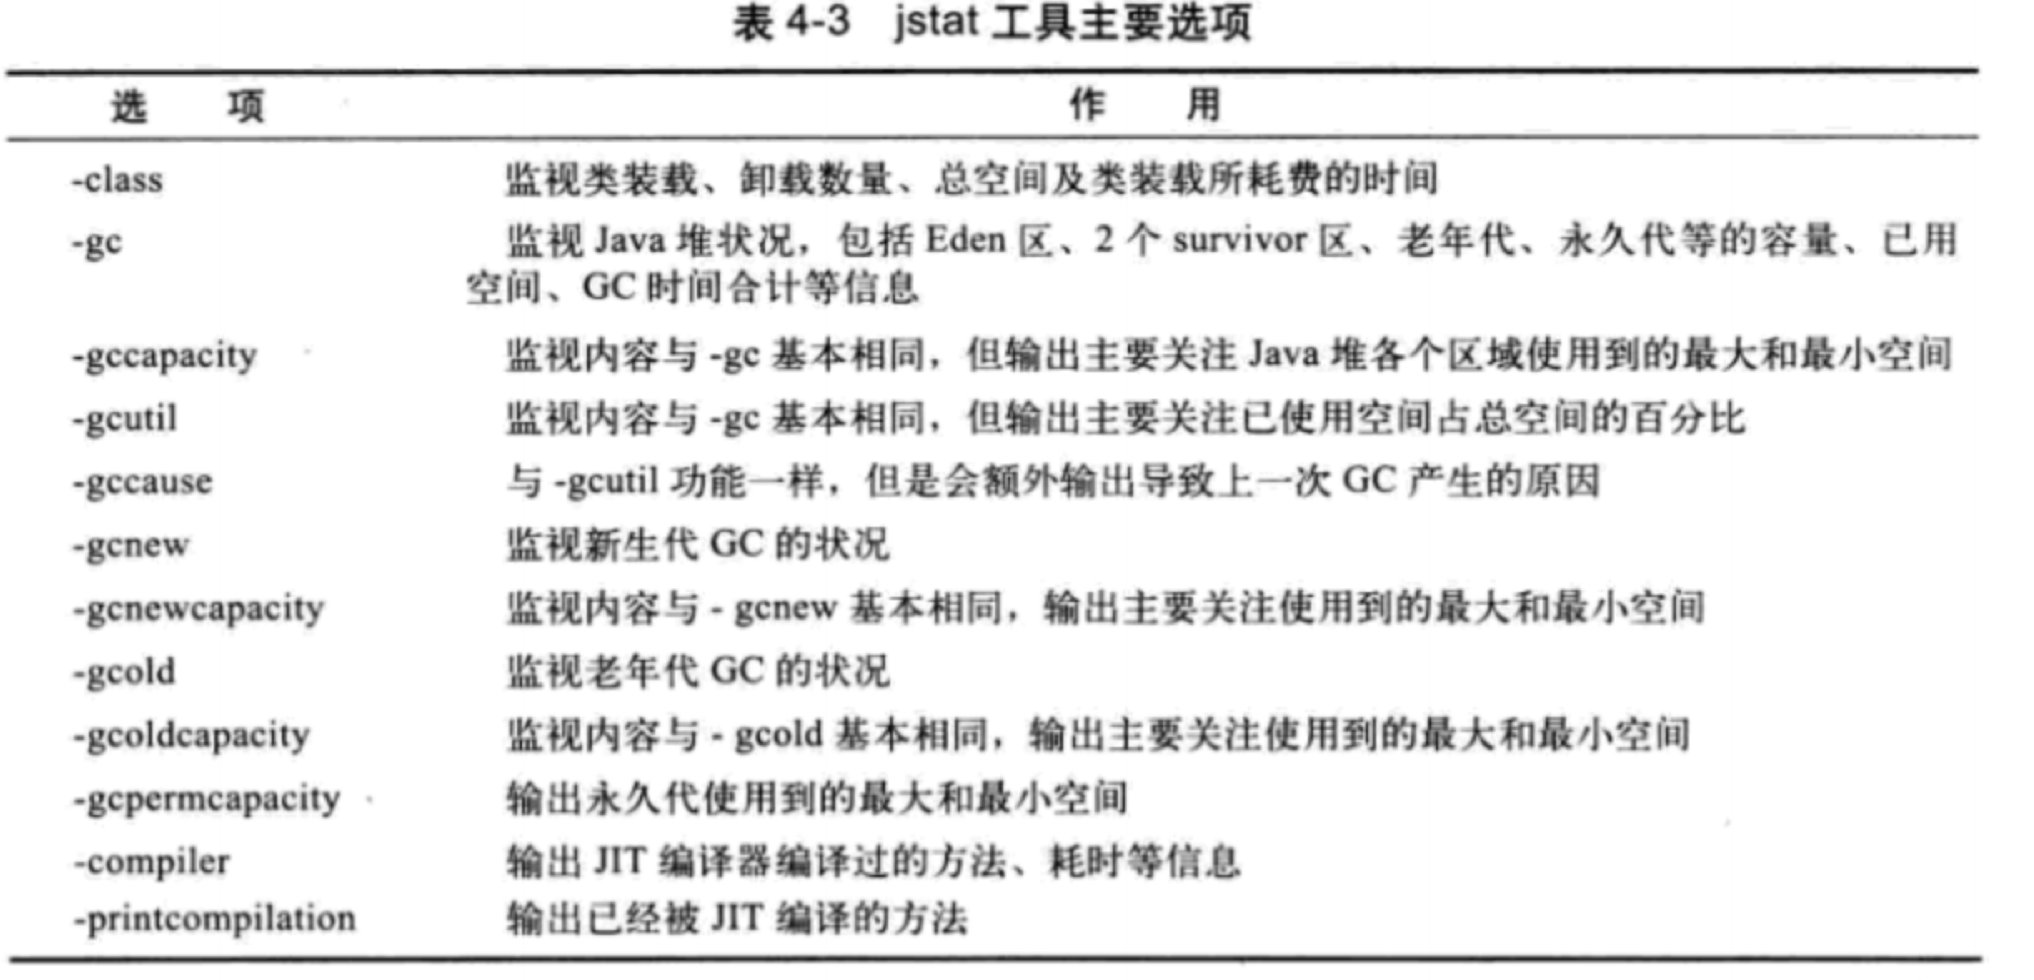 表 4-3 jstat 工具主要选项
选 项 作 用
-class 监视类装载、卸载数量、总空间及类装载所耗费的时间
-gc 监视 Java 堆状况，包括 Eden 区、2 个 survivor 区、老年代、永久代等的容量、已用
空间、GC 时间合计等信息
-gccapacity 监视内容与 -gc 基本相同，但输出主要关注 Java 堆各个区域使用到的最大和最小空间
-gcutil 监视内容与 -gc 基本相同，但输出主要关注已使用空间占总空间的百分比
-gccause 与 -gcutil 功能一样，但是会额外输出导致上一次 GC 产生的原因
-gcnew 监视新生代 GC 的状况
-gcnewcapacity 监视内容与 - gcnew 基本相同，输出主要关注使用到的最大和最小空间
-gcold 监视老年代 GC 的状况
-gcoldcapacity 监视内容与 - gcold 基本相同，输出主要关注使用到的最大和最小空间
-gcpermcapacity 输出永久代使用到的最大和最小空间
-compiler 输出 JIT 编译器编译过的方法、耗时等信息
-printcompilation 输出已经被 JIT 编译的方法